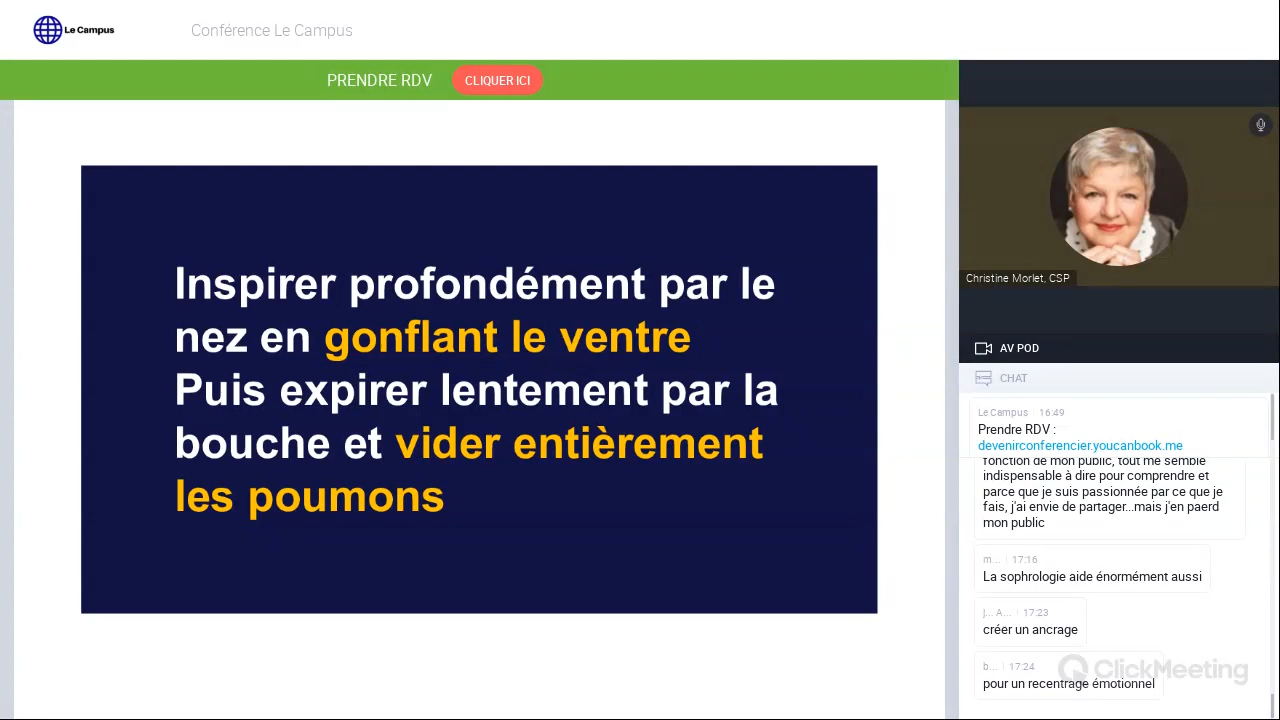 Le Campus
Conférence Le Campus
PRENDRE RDV
CLIQUER ICI
Inspirer profondément par le
nez en gonflant le ventre
Puis expirer lentement par la
bouche et vider entièrement
les poumons
Christine Morlet, CSP
AV POD
CHAT
Le Campus 16:49
Prendre RDV :
devenirconferencier.youcanbook.me
fonction de mon public, tout me semble
indispensable à dire pour comprendre et
parce que je suis passionnée par ce que je
fais, j'ai envie de partager...mais j'en paerd
mon public
m... 17:16
La sophrologie aide énormément aussi
J... A... 17:23
créer un ancrage
b... 17:24
pour un recentrage émotionnel
ClickMeeting